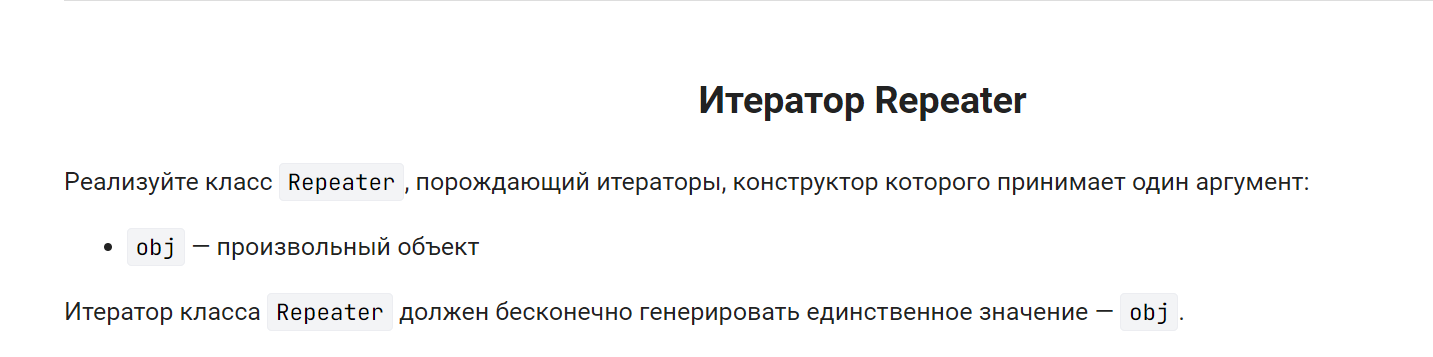 Итератор Repeater
Реализуйте класс Repeater, порождающий итераторы, конструктор которого принимает один аргумент:
• obj — произвольный объект
Итератор класса Repeater должен бесконечно генерировать единственное значение — obj.